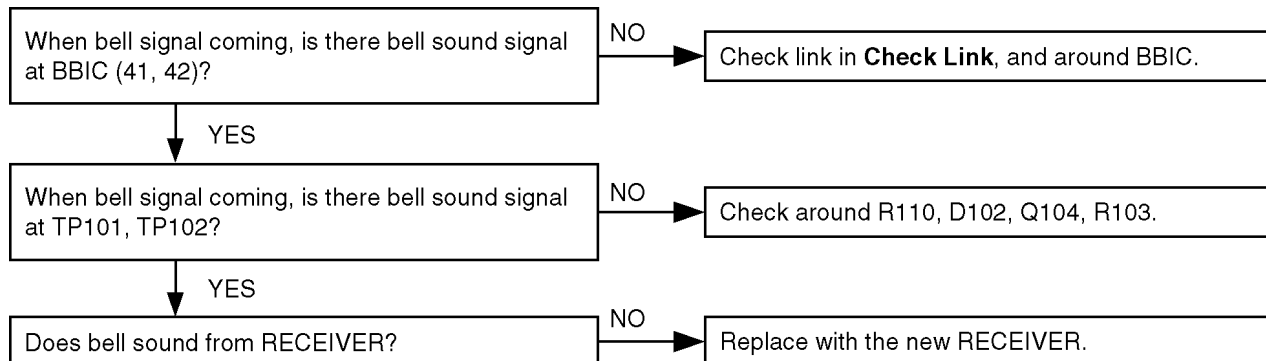 When bell signal coming, is there bell sound signal
at BBIC (41, 42)?
NO
Check link in Check Link, and around BBIC.
YES
When bell signal coming, is there bell sound signal
at TP101, TP102?
NO
Check around R110, D102, Q104, R103.
YES
Does bell sound from RECEIVER?
NO
Replace with the new RECEIVER.